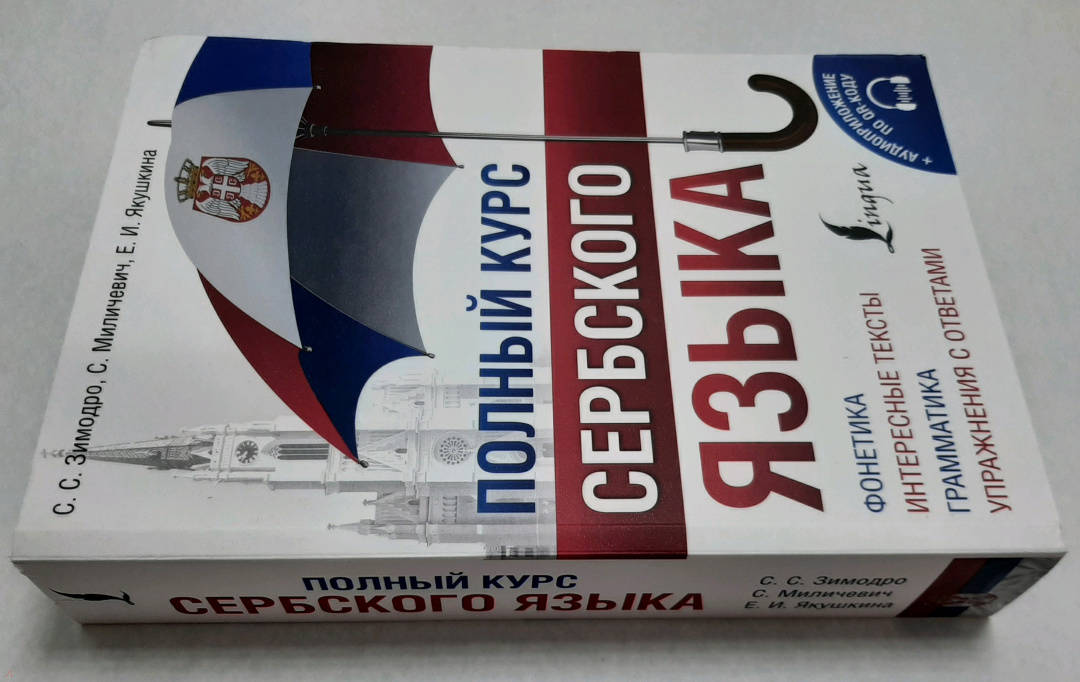 С. С. Зимодро, С. Миличевич, Е. И. Якушкина
ПОЛНЫЙ КУРС
СЕРБСКОГО
ЯЗЫКА
+ АУДИОПРИЛОЖЕНИЕ
ПО QR-КОДУ
Lingua
ФОНЕТИКА
ИНТЕРЕСНЫЕ ТЕКСТЫ
ГРАММАТИКА
УПРАЖНЕНИЯ С ОТВЕТАМИ
ПОЛНЫЙ КУРС
СЕРБСКОГО ЯЗЫКА
С. С. Зимодро
С. Миличевич
Е. И. Якушкина